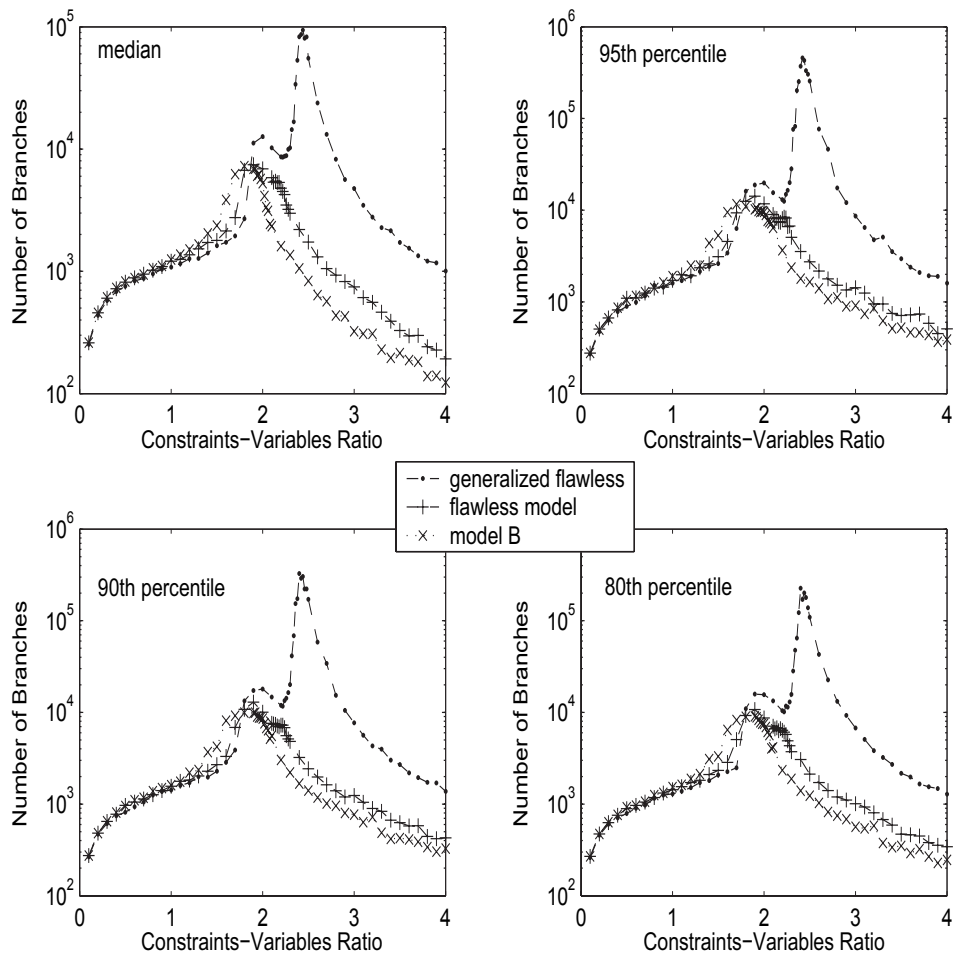 10^5
median
10^4
10^3
10^2
Number of Branches
0 1 2 3 4
Constraints−Variables Ratio
10^6
95th percentile
10^5
10^4
10^3
10^2
Number of Branches
0 1 2 3 4
Constraints−Variables Ratio
generalized flawless
flawless model
model B
10^6
90th percentile
10^5
10^4
10^3
10^2
Number of Branches
0 1 2 3 4
Constraints−Variables Ratio
10^6
80th percentile
10^5
10^4
10^3
10^2
Number of Branches
0 1 2 3 4
Constraints−Variables Ratio